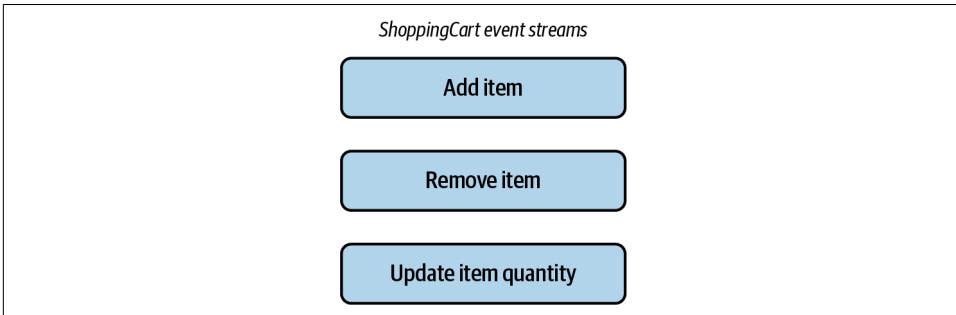 ShoppingCart event streams
Add item
Remove item
Update item quantity